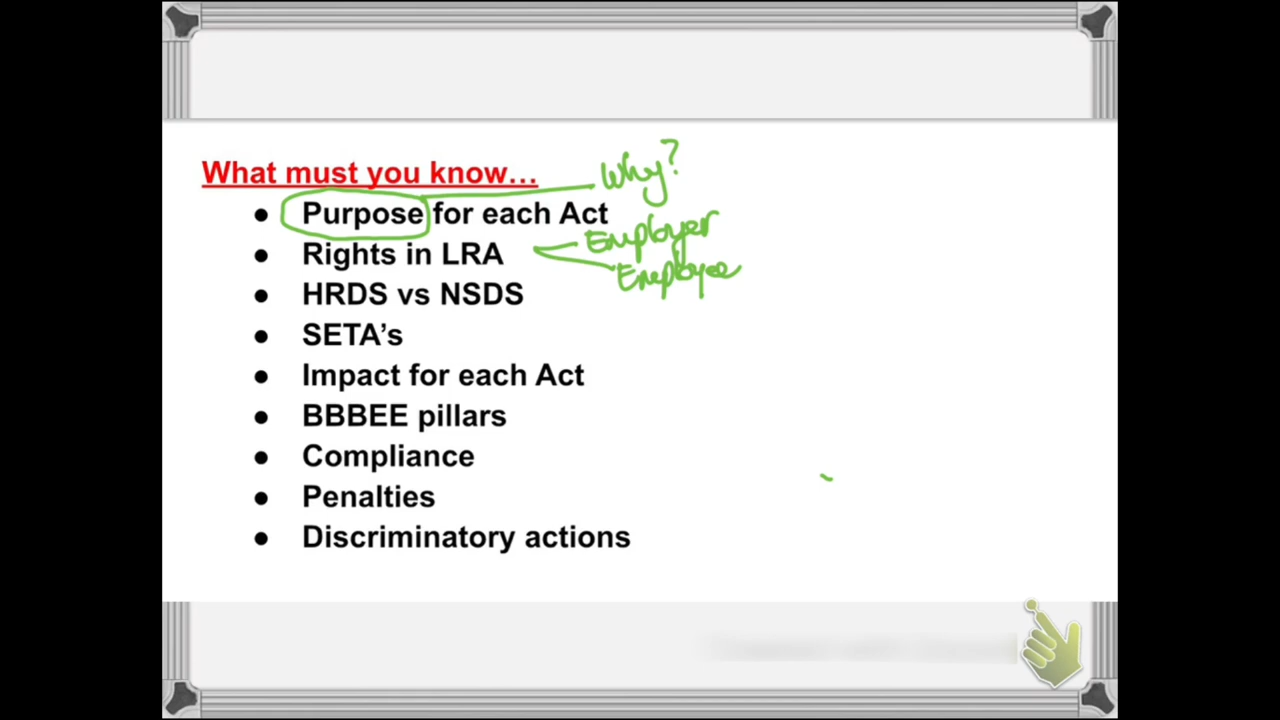 What must you know...
Why?
● Purpose for each Act
Employer
● Rights in LRA
Employee
● HRDS vs NSDS
● SETA’s
● Impact for each Act
● BBBEE pillars
● Compliance
● Penalties
● Discriminatory actions